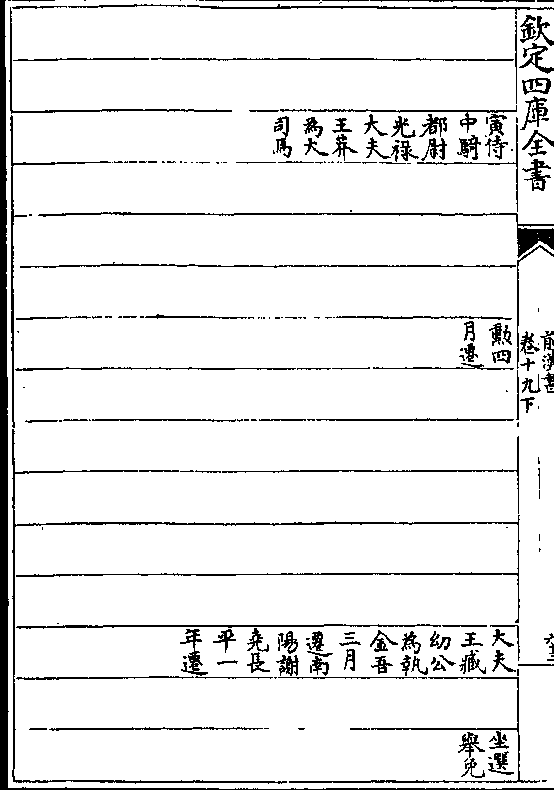 欽定四庫全書
前漢書
卷十九下
寅侍
中騎
都尉
光祿
大夫
王莽
為大
司馬
勲四
月遷
大夫
王臧
幼公
為執
金吾
三月
遷南
陽謝
堯長
平一
年遷
坐選
舉免